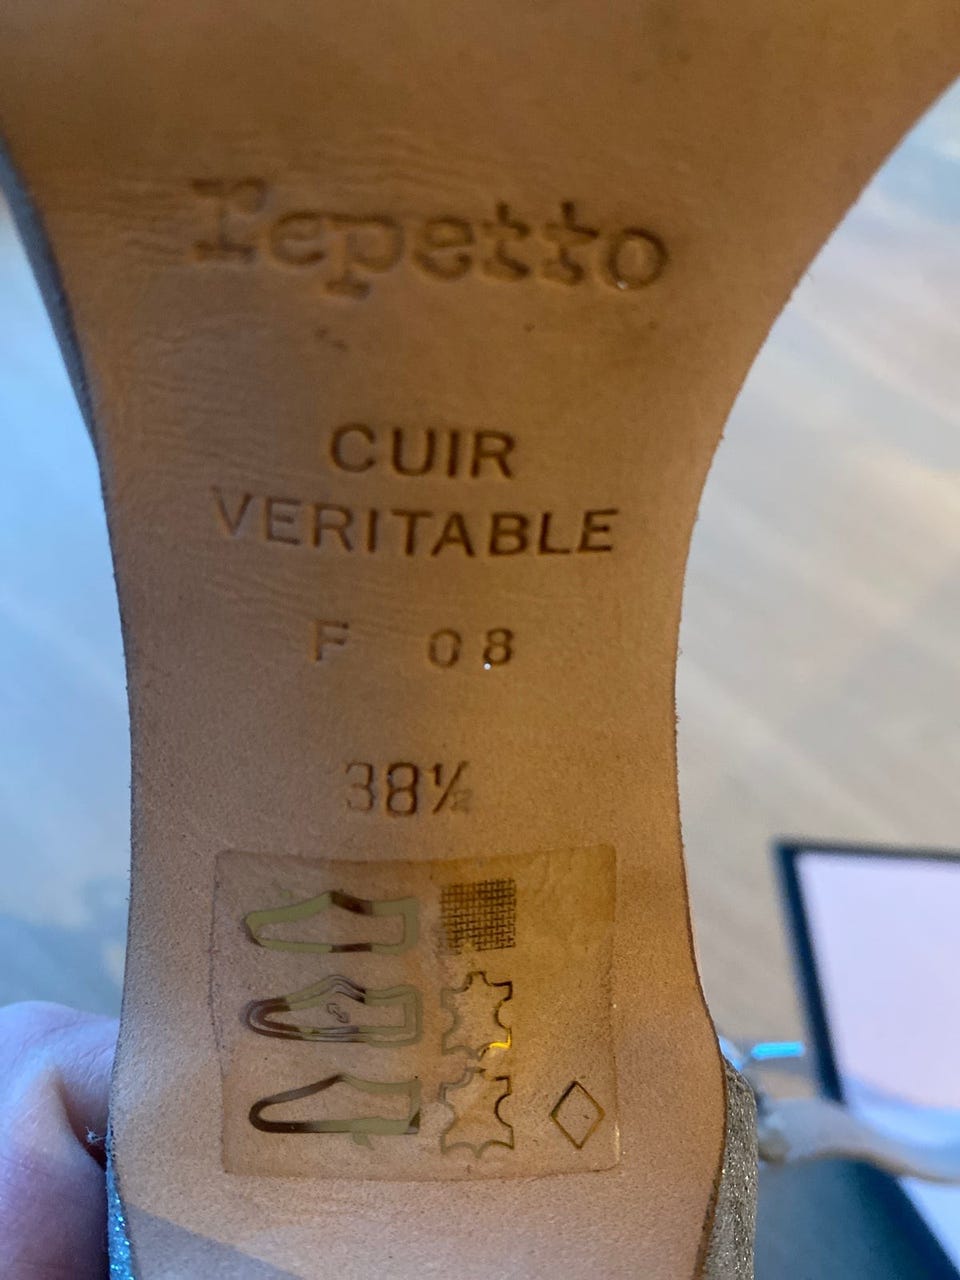 repetto
CUIR
VERITABLE
F 08
38½